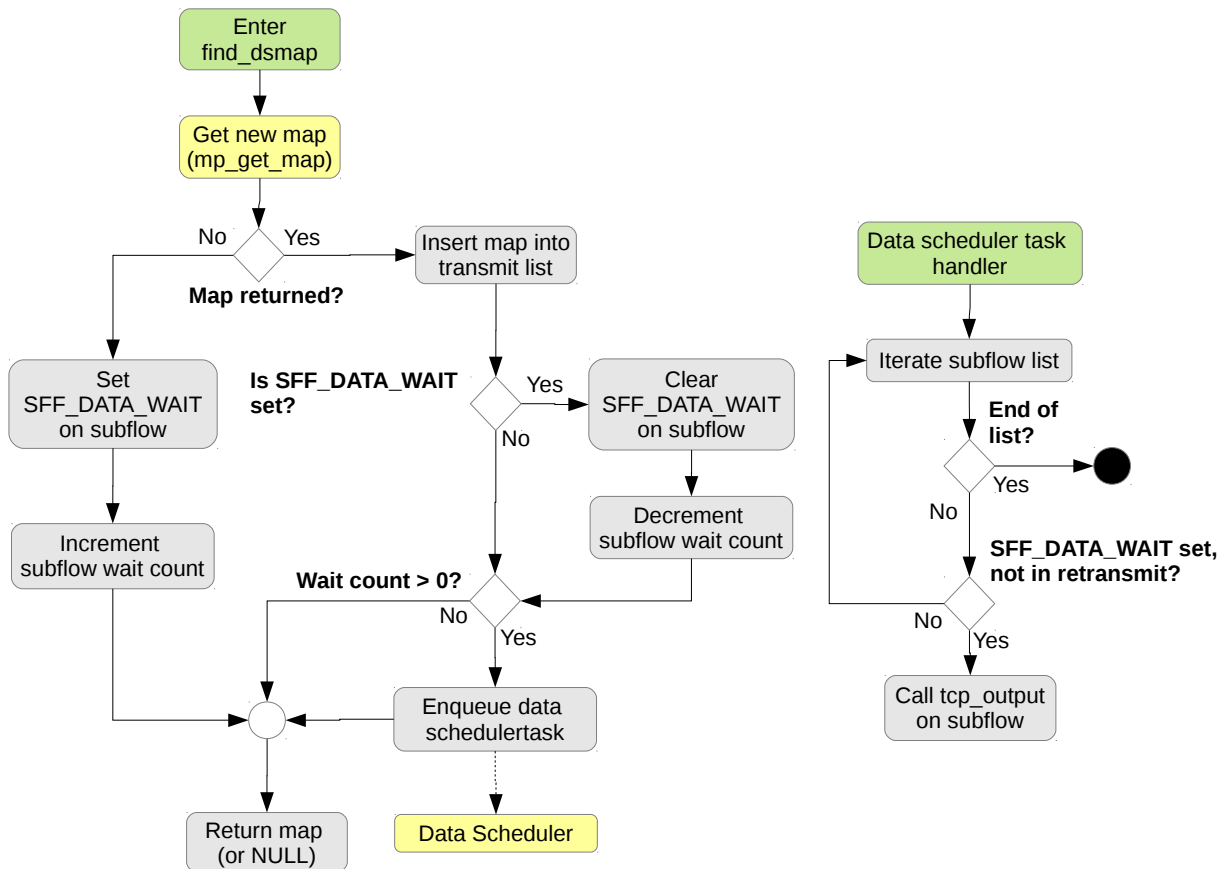 Enter
find_dsmap
Get new map
(mp_get_map)
No
Yes
Map returned?
Insert map into
transmit list
Set
SFF_DATA_WAIT
on subflow
Is SFF_DATA_WAIT
set?
Yes
No
Clear
SFF_DATA_WAIT
on subflow
Increment
subflow wait count
Decrement
subflow wait count
Wait count > 0?
No
Yes
Enqueue data
schedulertask
Return map
(or NULL)
Data Scheduler
Data scheduler task
handler
Iterate subflow list
End of
list?
Yes
No
SFF_DATA_WAIT set,
not in retransmit?
No
Yes
Call tcp_output
on subflow